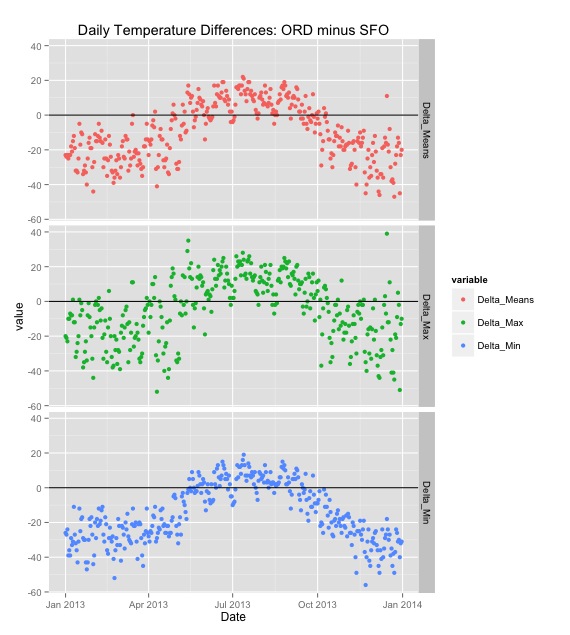 Daily Temperature Differences: ORD minus SFO
40
20
0
-20
-40
-60
Delta_Means
40
20
0
-20
-40
-60
Delta_Max
40
20
0
-20
-40
-60
Delta_Min
value
Jan 2013
Apr 2013
Jul 2013
Oct 2013
Jan 2014
Date
variable
Delta_Means
Delta_Max
Delta_Min